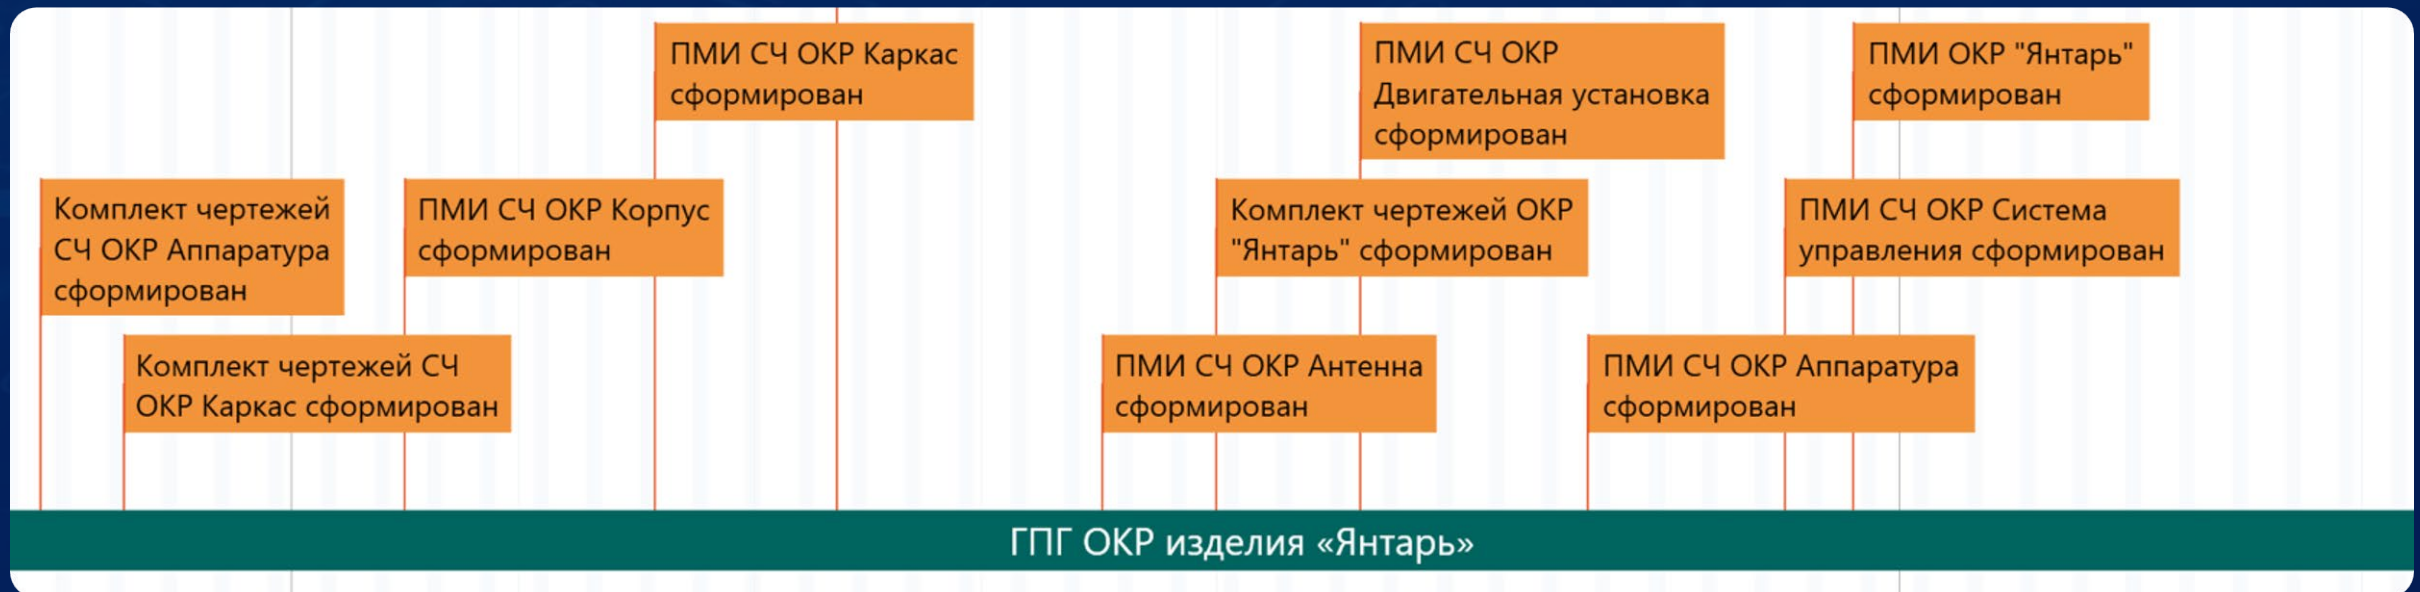 ПМИ СЧ ОКР Каркас
сформирован
ПМИ СЧ ОКР
Двигательная установка
сформирован
ПМИ ОКР "Янтарь"
сформирован
Комплект чертежей
СЧ ОКР Аппаратура
сформирован
ПМИ СЧ ОКР Корпус
сформирован
Комплект чертежей ОКР
"Янтарь" сформирован
ПМИ СЧ ОКР Система
управления сформирован
Комплект чертежей СЧ
ОКР Каркас сформирован
ПМИ СЧ ОКР Антенна
сформирован
ПМИ СЧ ОКР Аппаратура
сформирован
ГПГ ОКР изделия «Янтарь»